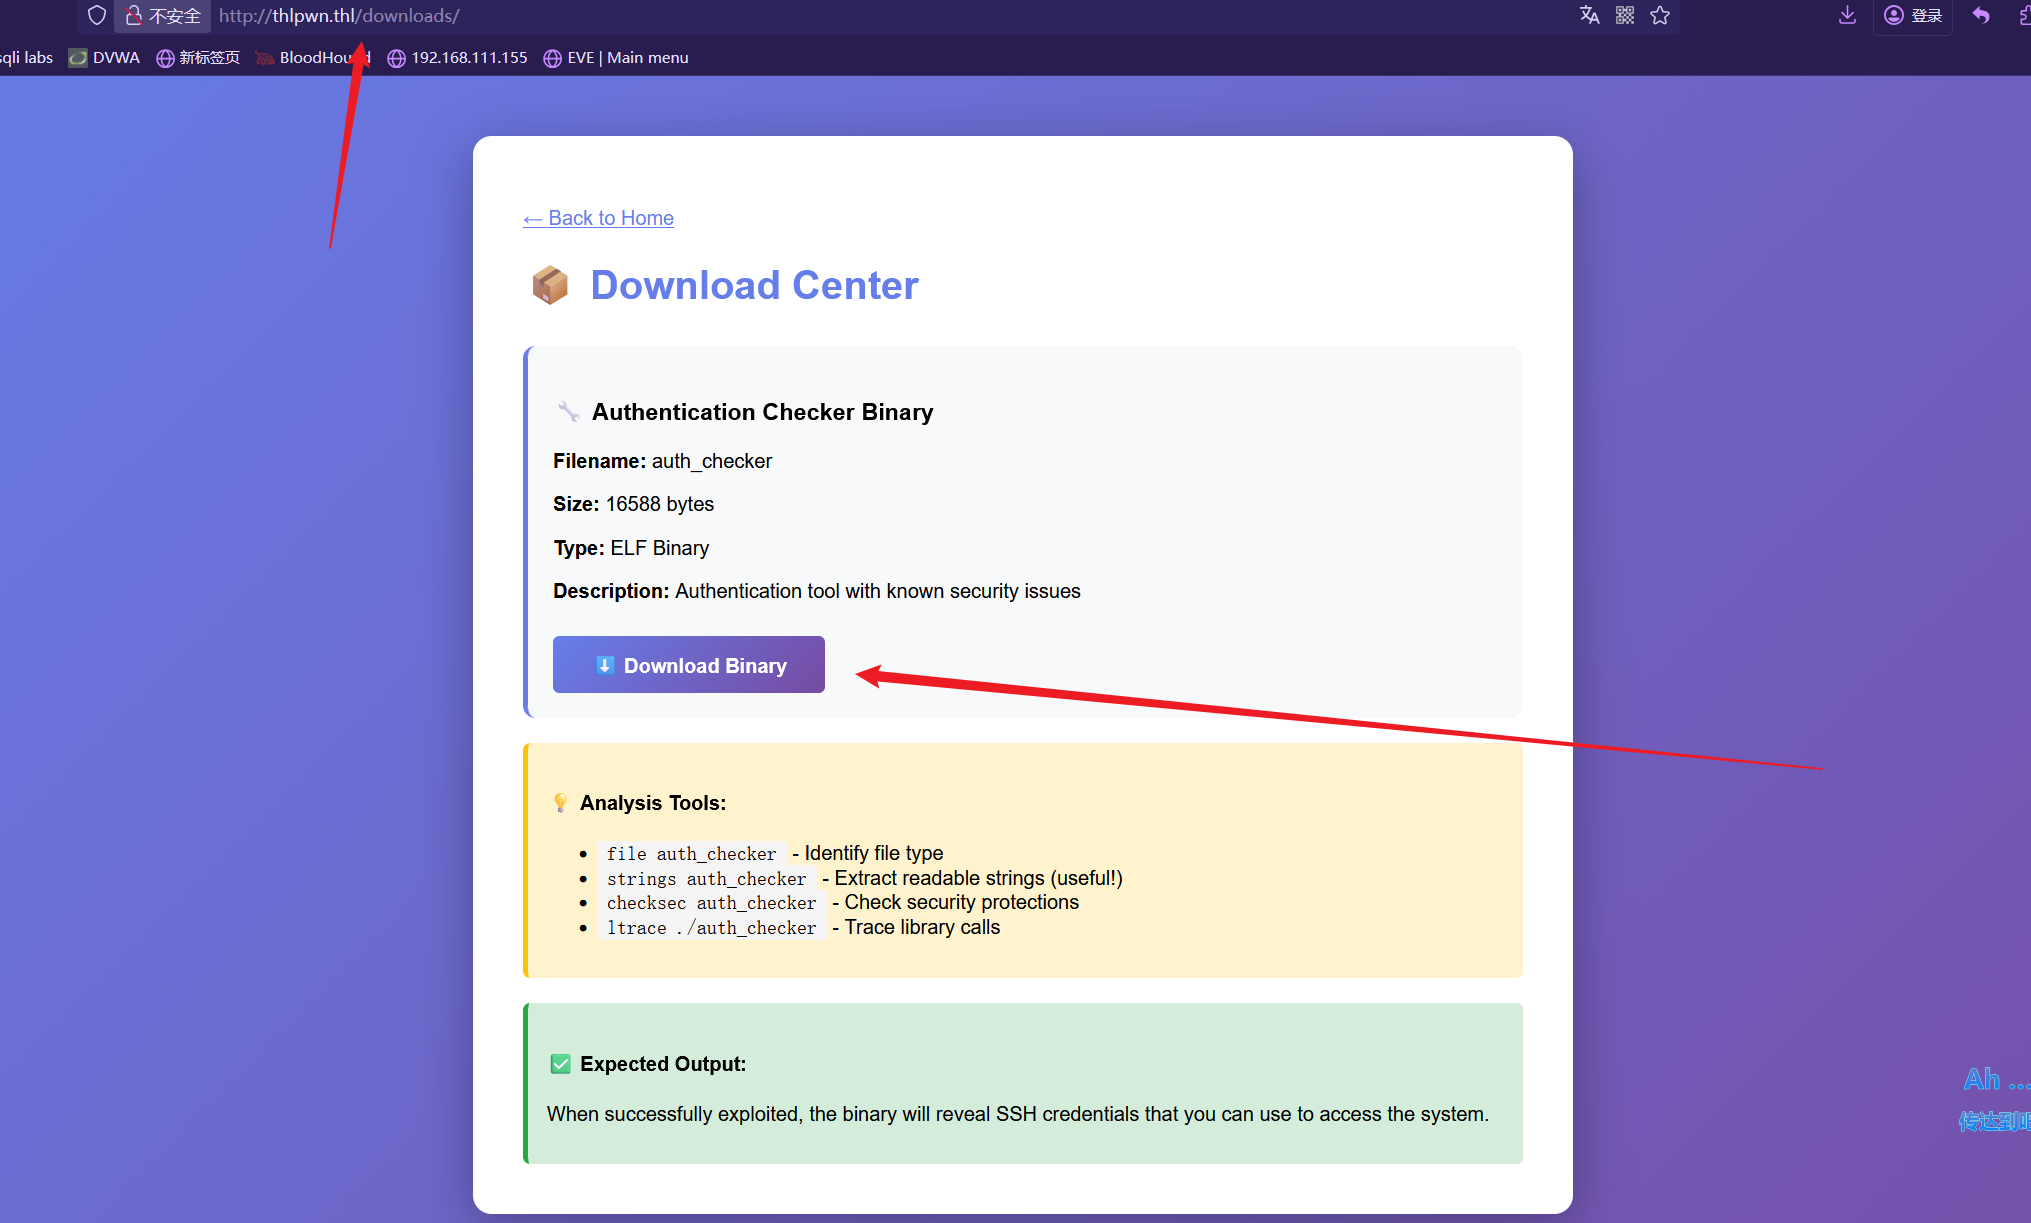 不安全 http://thlpwn.thl/downloads/ 登录
sqli labs DVWA 新标签页 BloodHound 192.168.111.155 EVE | Main menu
← Back to Home
Download Center
Authentication Checker Binary
Filename: auth_checker
Size: 16588 bytes
Type: ELF Binary
Description: Authentication tool with known security issues
Download Binary
Analysis Tools:
file auth_checker - Identify file type
strings auth_checker - Extract readable strings (useful!)
checksec auth_checker - Check security protections
ltrace ./auth_checker - Trace library calls
Expected Output:
When successfully exploited, the binary will reveal SSH credentials that you can use to access the system.
Ah ...
传达到吧